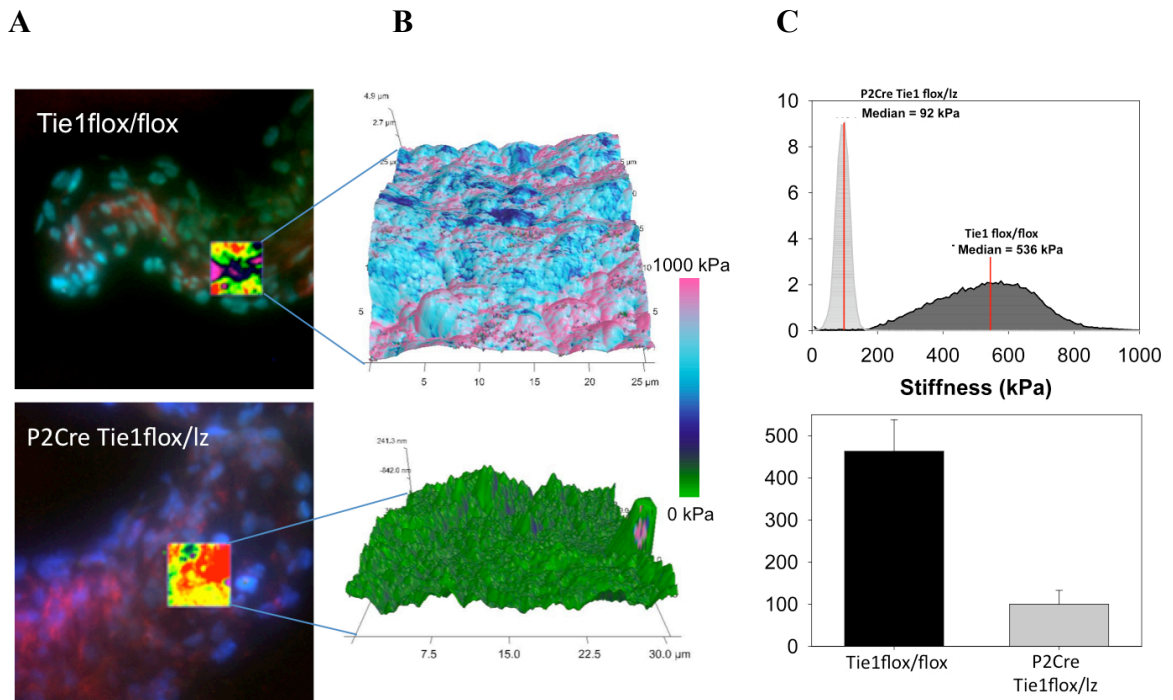 A
B
C
Tie1flox/flox
P2Cre Tie1flox/lz
4.9 µm
2.7 µm
25 µm
5 µm
10
5
5
10
15
20
25 µm
1000 kPa
0 kPa
241.3 nm
-642.0 nm
7.5
15.0
22.5
30.0 µm
P2Cre Tie1 flox/lz
Median = 92 kPa
Tie1 flox/flox
Median = 536 kPa
10
8
6
4
2
0
0
200
400
600
800
1000
Stiffness (kPa)
500
400
300
200
100
0
Tie1flox/flox
P2Cre
Tie1flox/lz